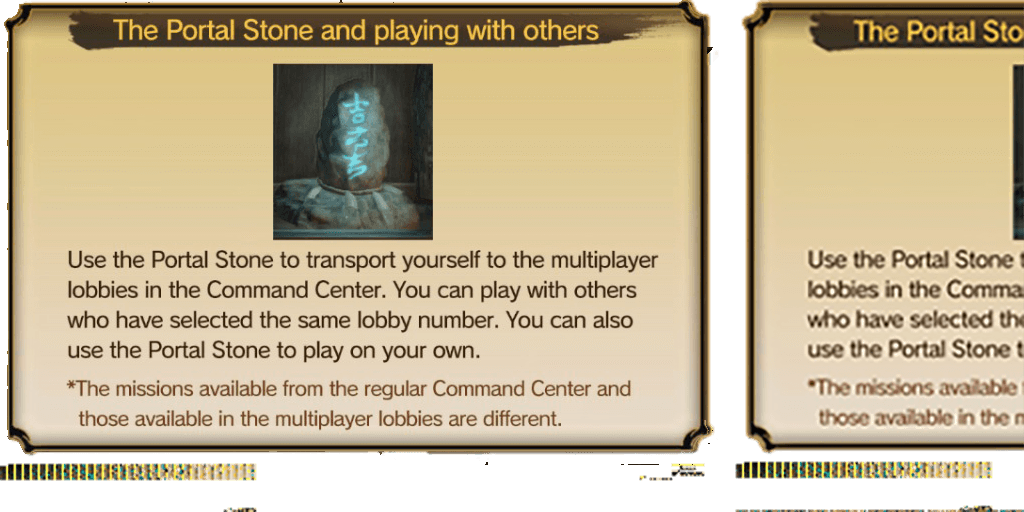 The Portal Stone and playing with others
Use the Portal Stone to transport yourself to the multiplayer
lobbies in the Command Center. You can play with others
who have selected the same lobby number. You can also
use the Portal Stone to play on your own.
*The missions available from the regular Command Center and
those available in the multiplayer lobbies are different.
The Portal
Use the Portal Stone
lobbies in the
who have selected the
use the Portal Stone
*The missions available
those available in the